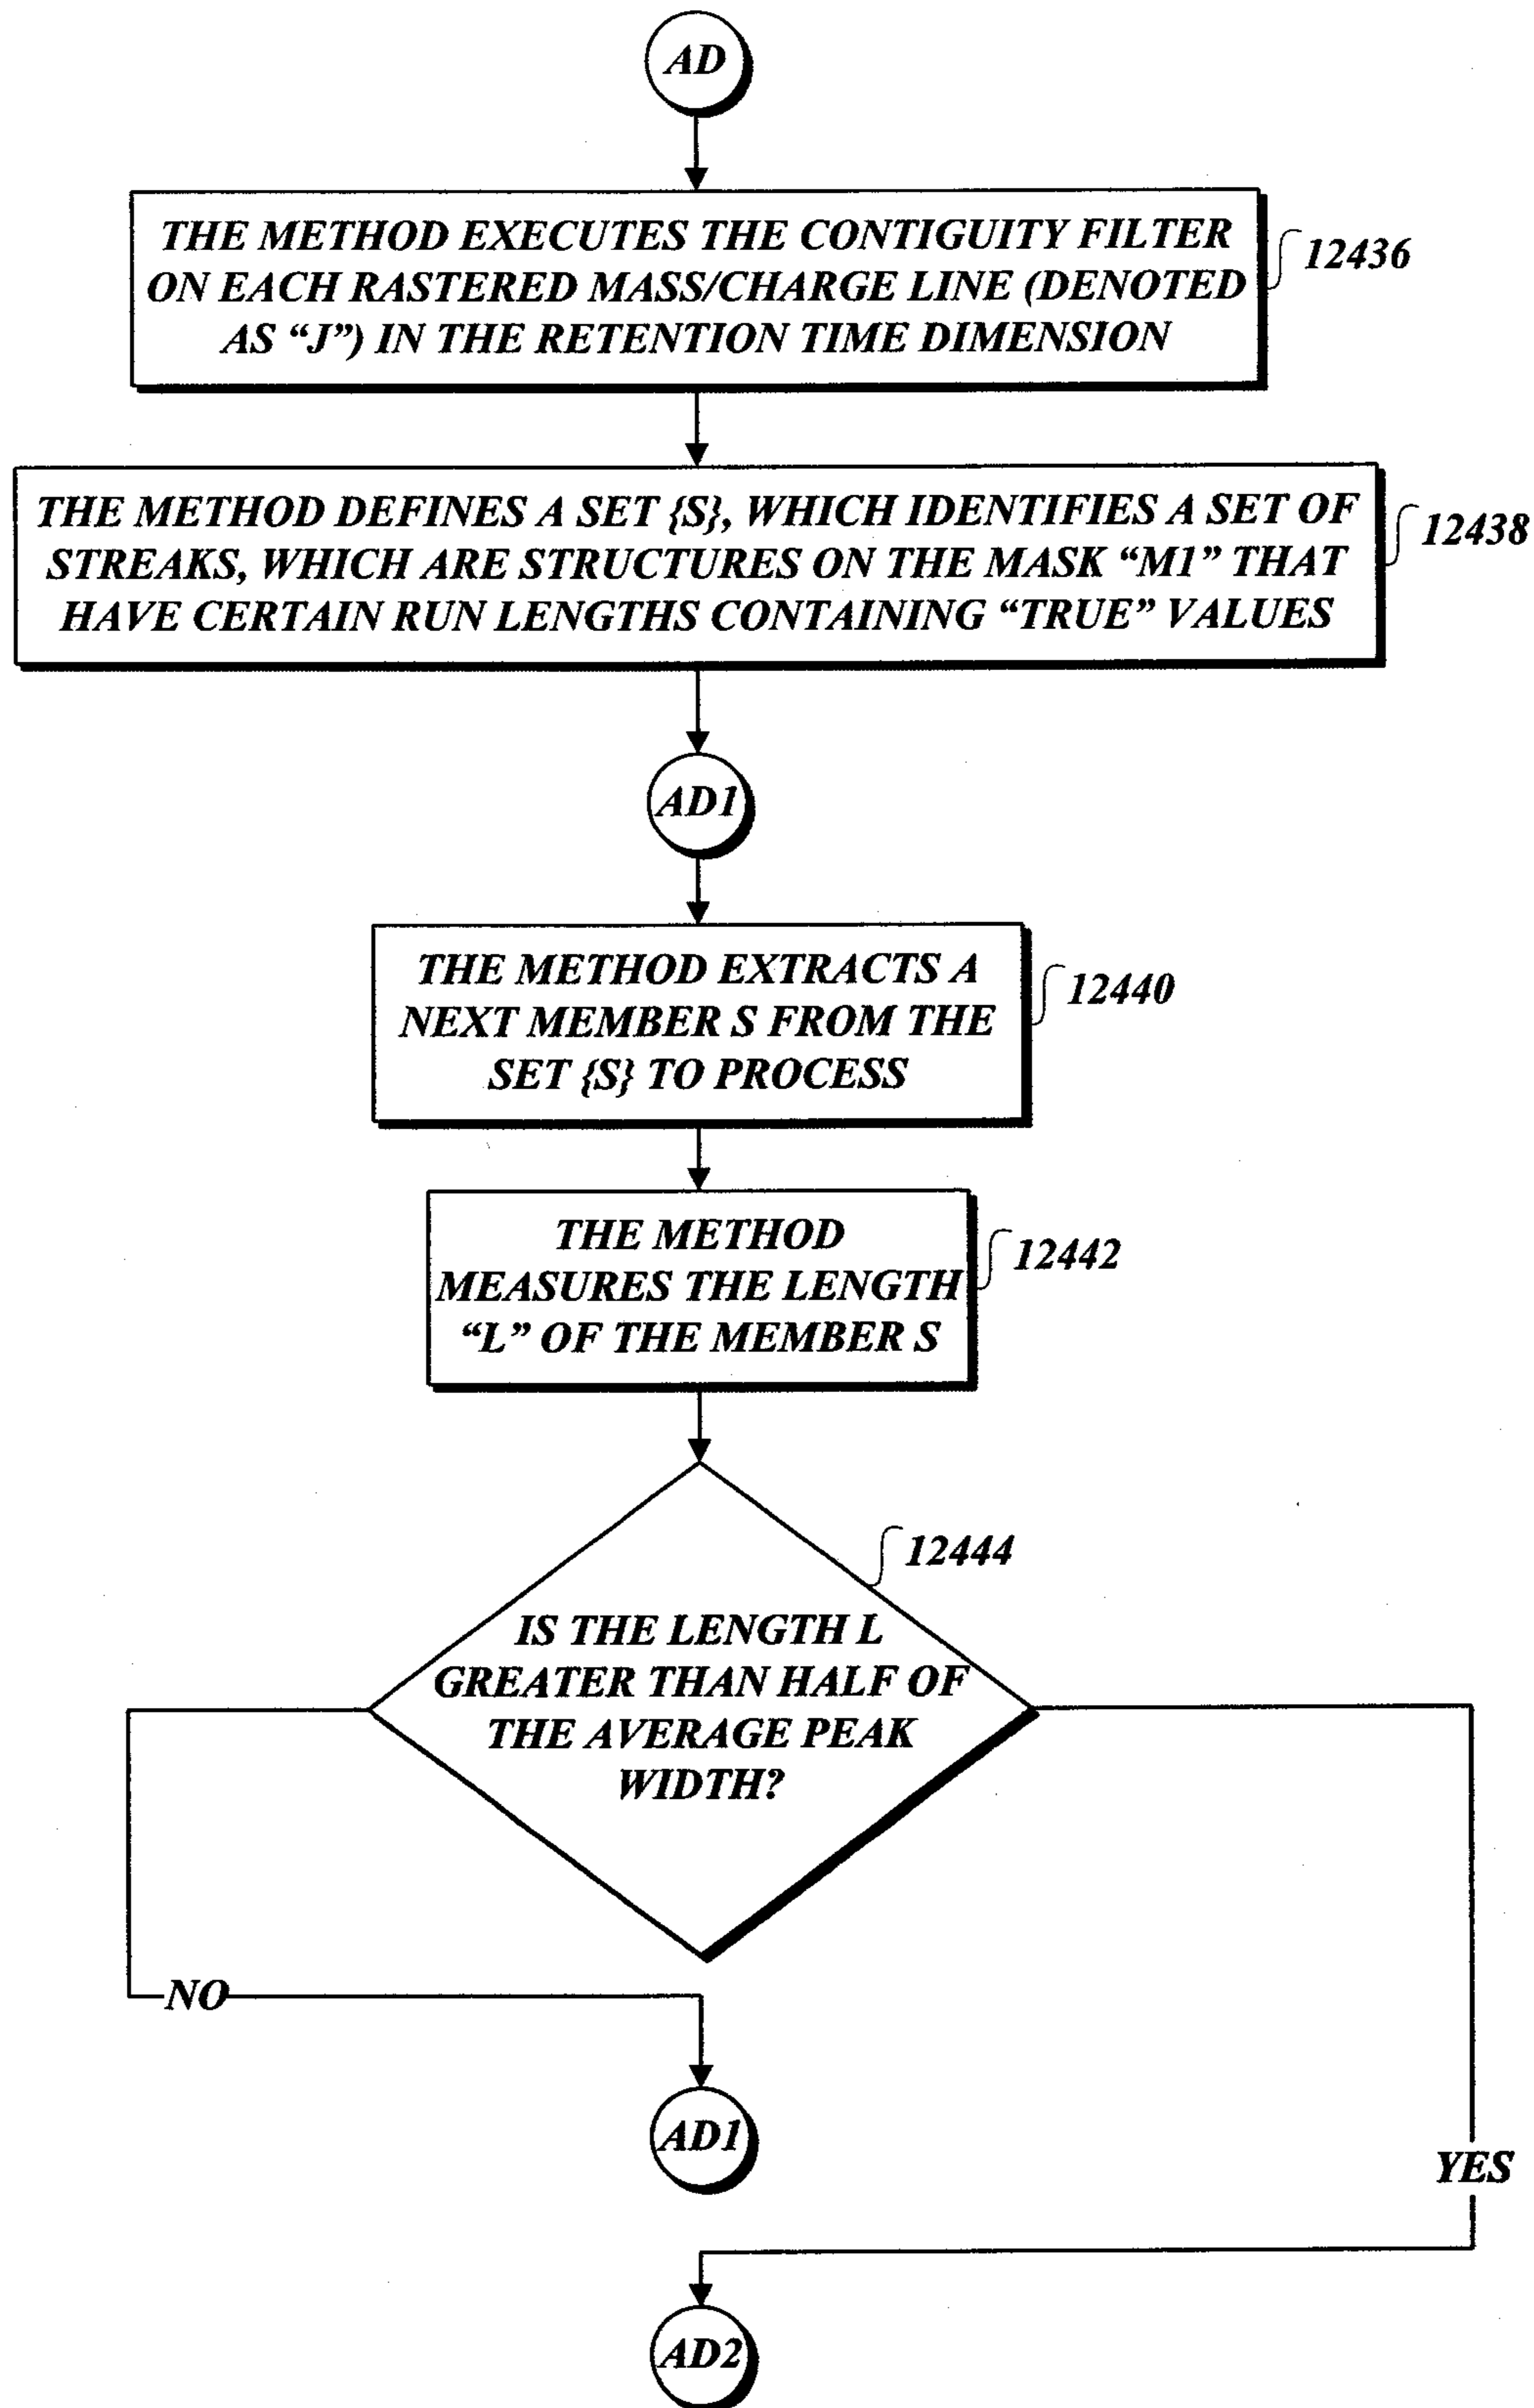 AD
THE METHOD EXECUTES THE CONTIGUITY FILTER
ON EACH RASTERED MASS/CHARGE LINE (DENOTED
AS “J”) IN THE RETENTION TIME DIMENSION
12436
THE METHOD DEFINES A SET {S}, WHICH IDENTIFIES A SET OF
STREAKS, WHICH ARE STRUCTURES ON THE MASK “M1” THAT
HAVE CERTAIN RUN LENGTHS CONTAINING “TRUE” VALUES
12438
AD1
THE METHOD EXTRACTS A
NEXT MEMBER S FROM THE
SET {S} TO PROCESS
12440
THE METHOD
MEASURES THE LENGTH
“L” OF THE MEMBER S
12442
12444
IS THE LENGTH L
GREATER THAN HALF OF
THE AVERAGE PEAK
WIDTH?
NO
AD1
YES
AD2